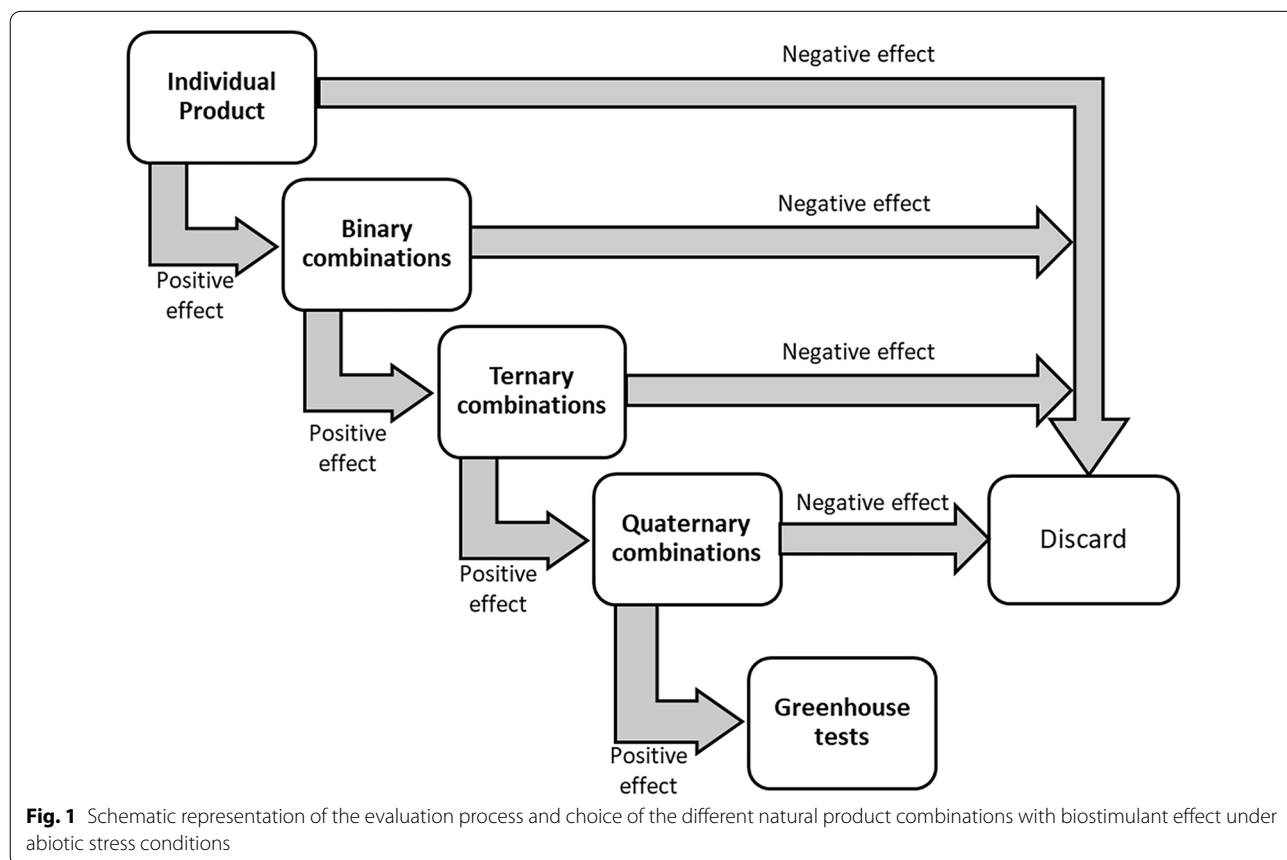 Negative effect
Individual
Product
Negative effect
Binary
combinations
Positive
effect
Negative effect
Ternary
combinations
Positive
effect
Negative effect
Quaternary
combinations
Discard
Positive
effect
Greenhouse
tests
Positive
effect
Fig. 1 Schematic representation of the evaluation process and choice of the different natural product combinations with biostimulant effect under
abiotic stress conditions